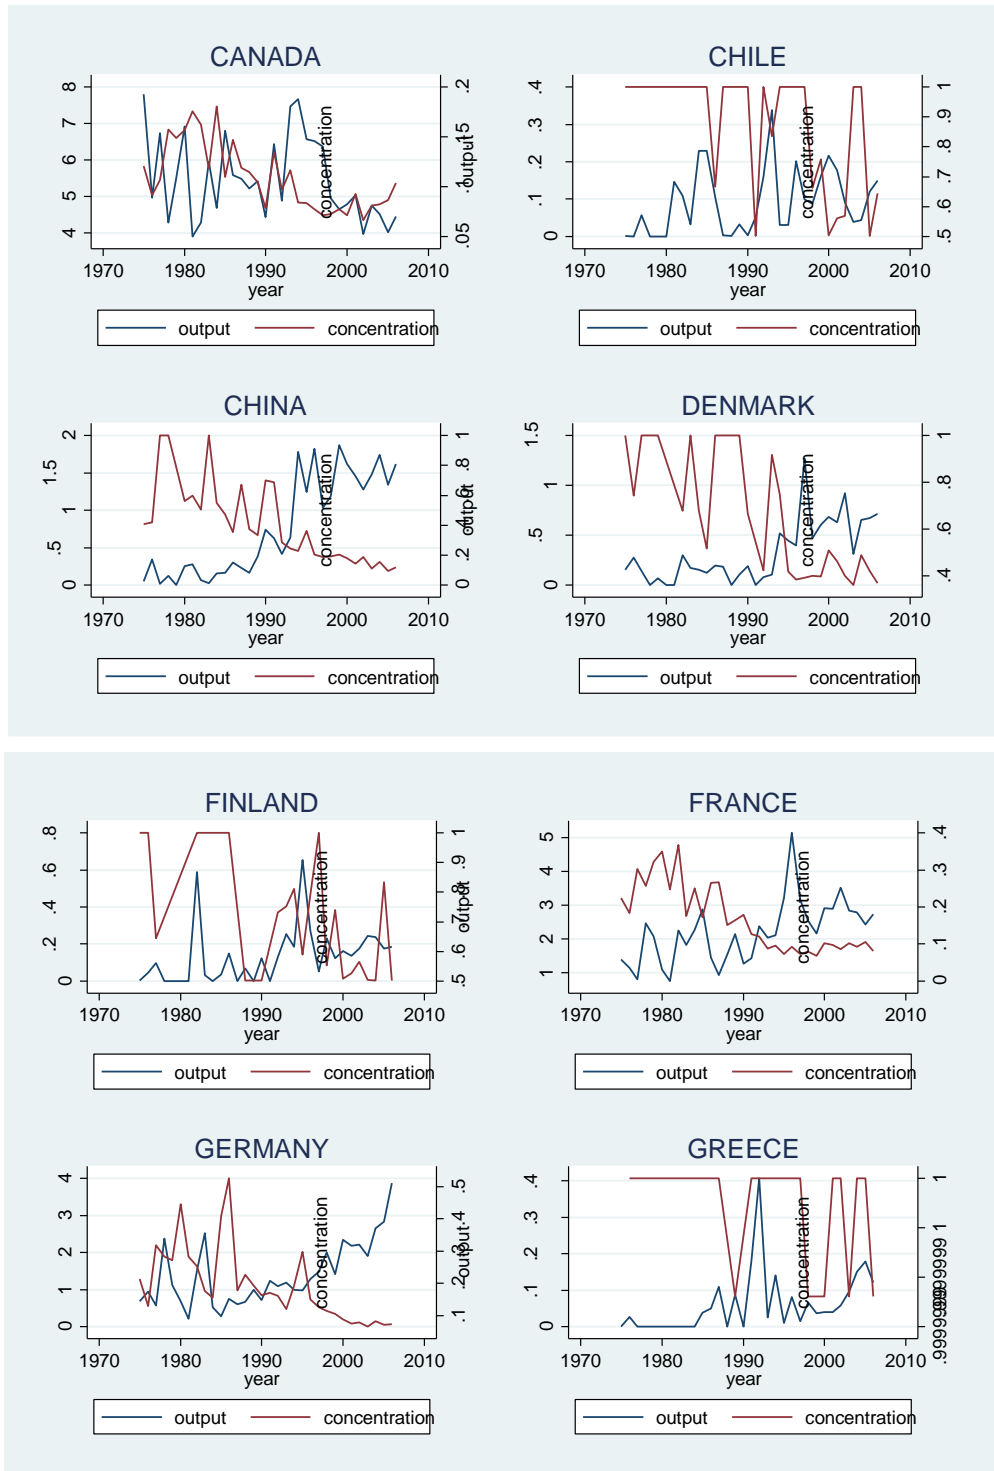 CANADA
4 5 6 7 8
.05 .1 .15 .2
output
concentration
1970 1980 1990 2000 2010
year
output concentration
CHILE
0 .1 .2 .3 .4
.5 .6 .7 .8 .9 1
concentration
1970 1980 1990 2000 2010
year
output concentration
CHINA
0 .5 1 1.5 2
0 .2 .4 .6 .8 1
output
concentration
1970 1980 1990 2000 2010
year
output concentration
DENMARK
0 .5 1 1.5
.4 .6 .8 1
concentration
1970 1980 1990 2000 2010
year
output concentration
FINLAND
0 .2 .4 .6 .8
.5 .6 .7 .8 .9 1
output
concentration
1970 1980 1990 2000 2010
year
output concentration
FRANCE
1 2 3 4 5
0 .1 .2 .3 .4
concentration
1970 1980 1990 2000 2010
year
output concentration
GERMANY
0 1 2 3 4
.1 .2 .3 .4 .5
output
concentration
1970 1980 1990 2000 2010
year
output concentration
GREECE
0 .1 .2 .3 .4
1 1
concentration
1970 1980 1990 2000 2010
year
output concentration